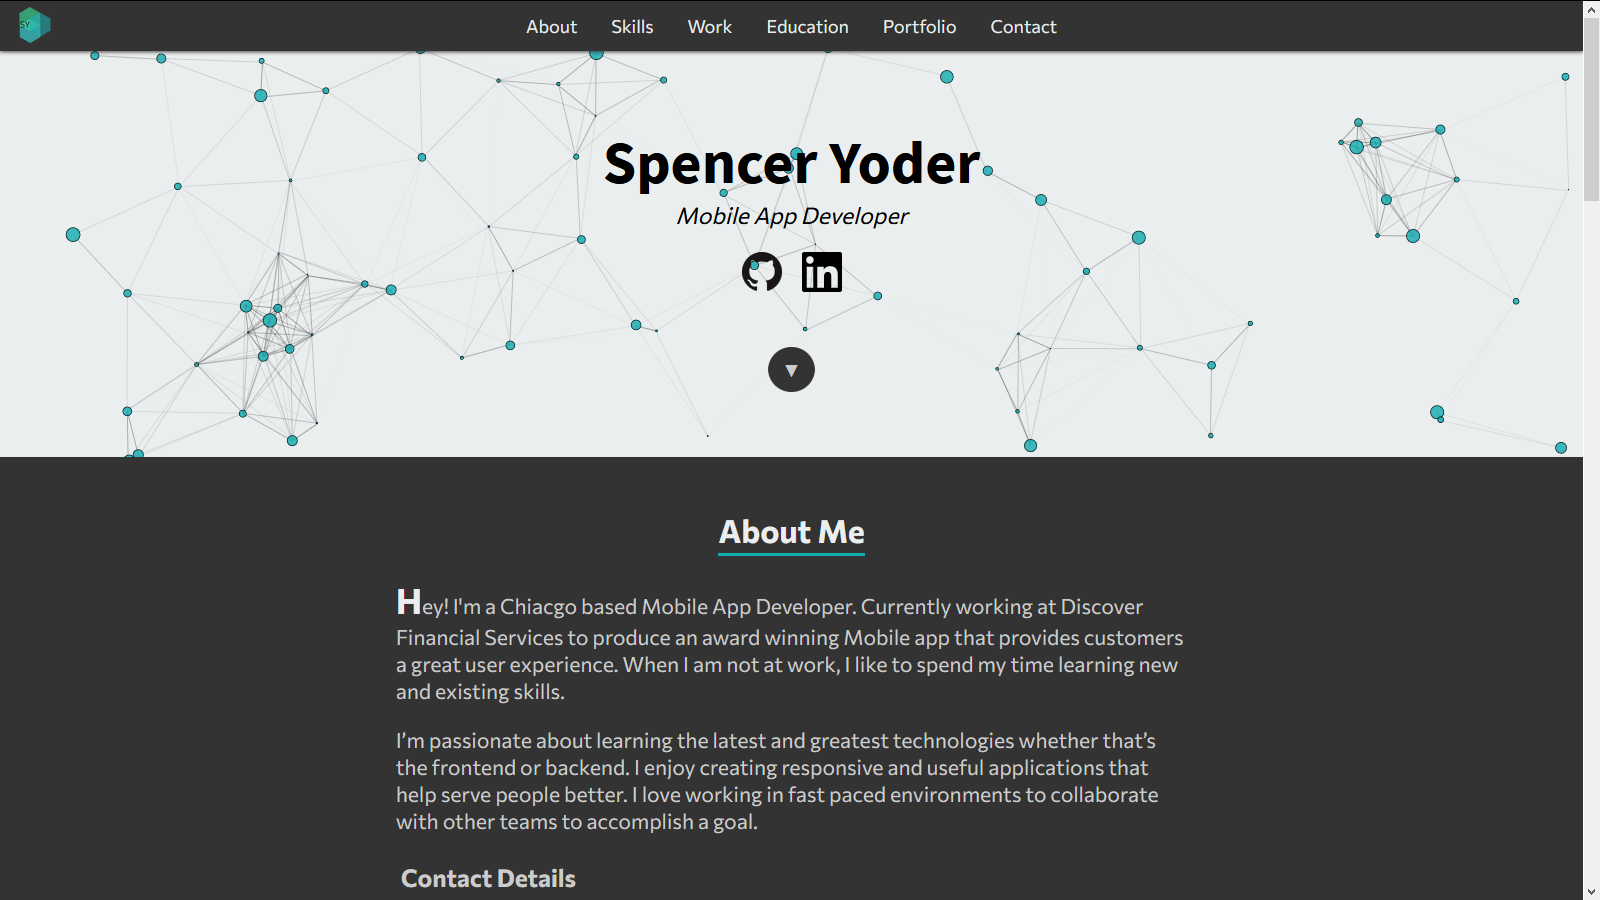 SY
About Skills Work Education Portfolio Contact
Spencer Yoder
Mobile App Developer
in
▼
About Me
Hey! I'm a Chiacgo based Mobile App Developer. Currently working at Discover
Financial Services to produce an award winning Mobile app that provides customers
a great user experience. When I am not at work, I like to spend my time learning new
and existing skills.
I’m passionate about learning the latest and greatest technologies whether that’s
the frontend or backend. I enjoy creating responsive and useful applications that
help serve people better. I love working in fast paced environments to collaborate
with other teams to accomplish a goal.
Contact Details